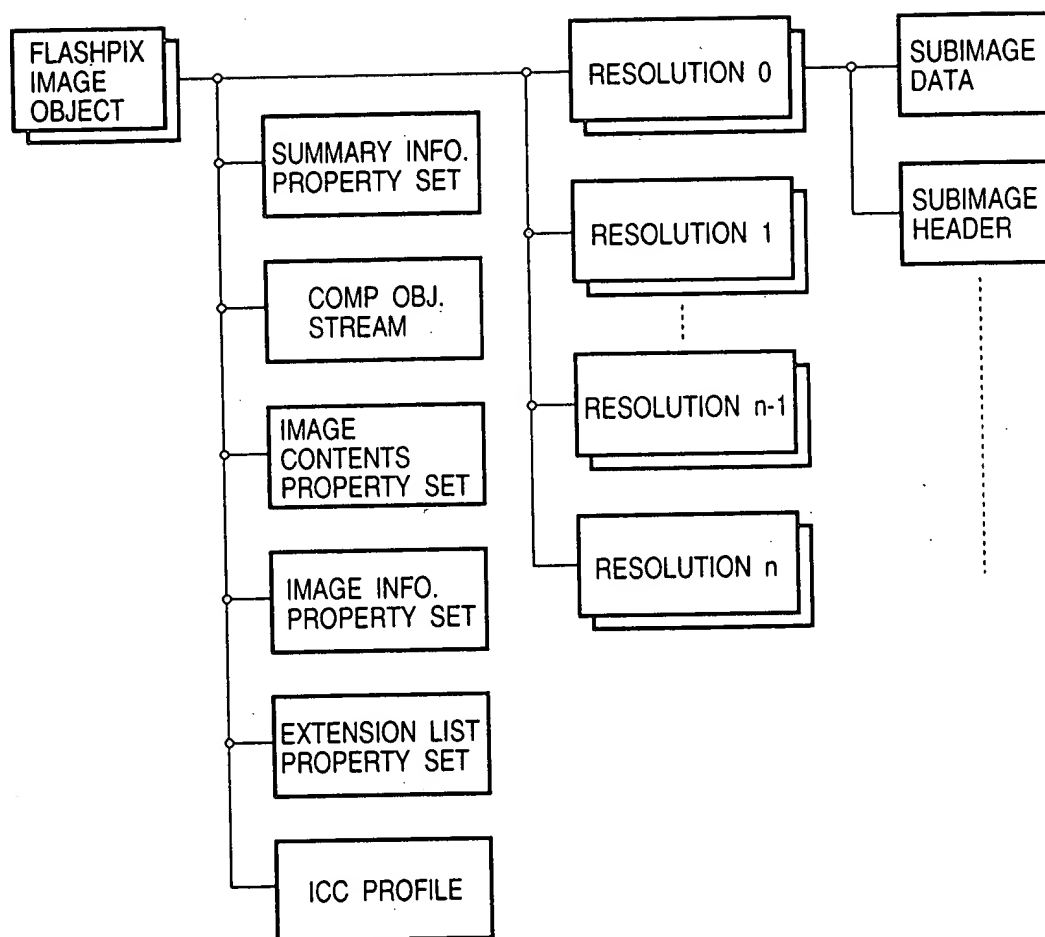 FLASHPIX
IMAGE
OBJECT
SUMMARY INFO.
PROPERTY SET
COMP OBJ.
STREAM
IMAGE
CONTENTS
PROPERTY SET
IMAGE INFO.
PROPERTY SET
EXTENSION LIST
PROPERTY SET
ICC PROFILE
RESOLUTION 0
RESOLUTION 1
RESOLUTION n-1
RESOLUTION n
SUBIMAGE
DATA
SUBIMAGE
HEADER